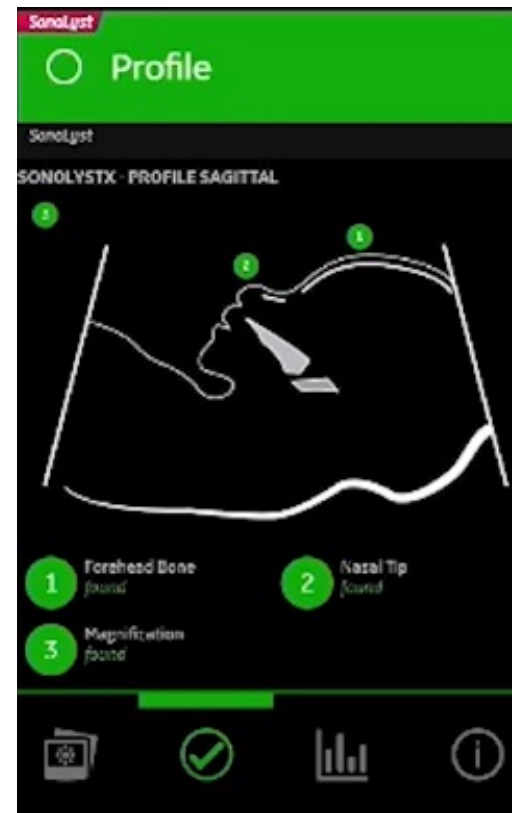 SonoLyst
Profile
SonoLyst
SONOLYSTX - PROFILE SAGITTAL
3
1
2
1 Forehead Bone
found
2 Nasal Tip
found
3 Magnification
found